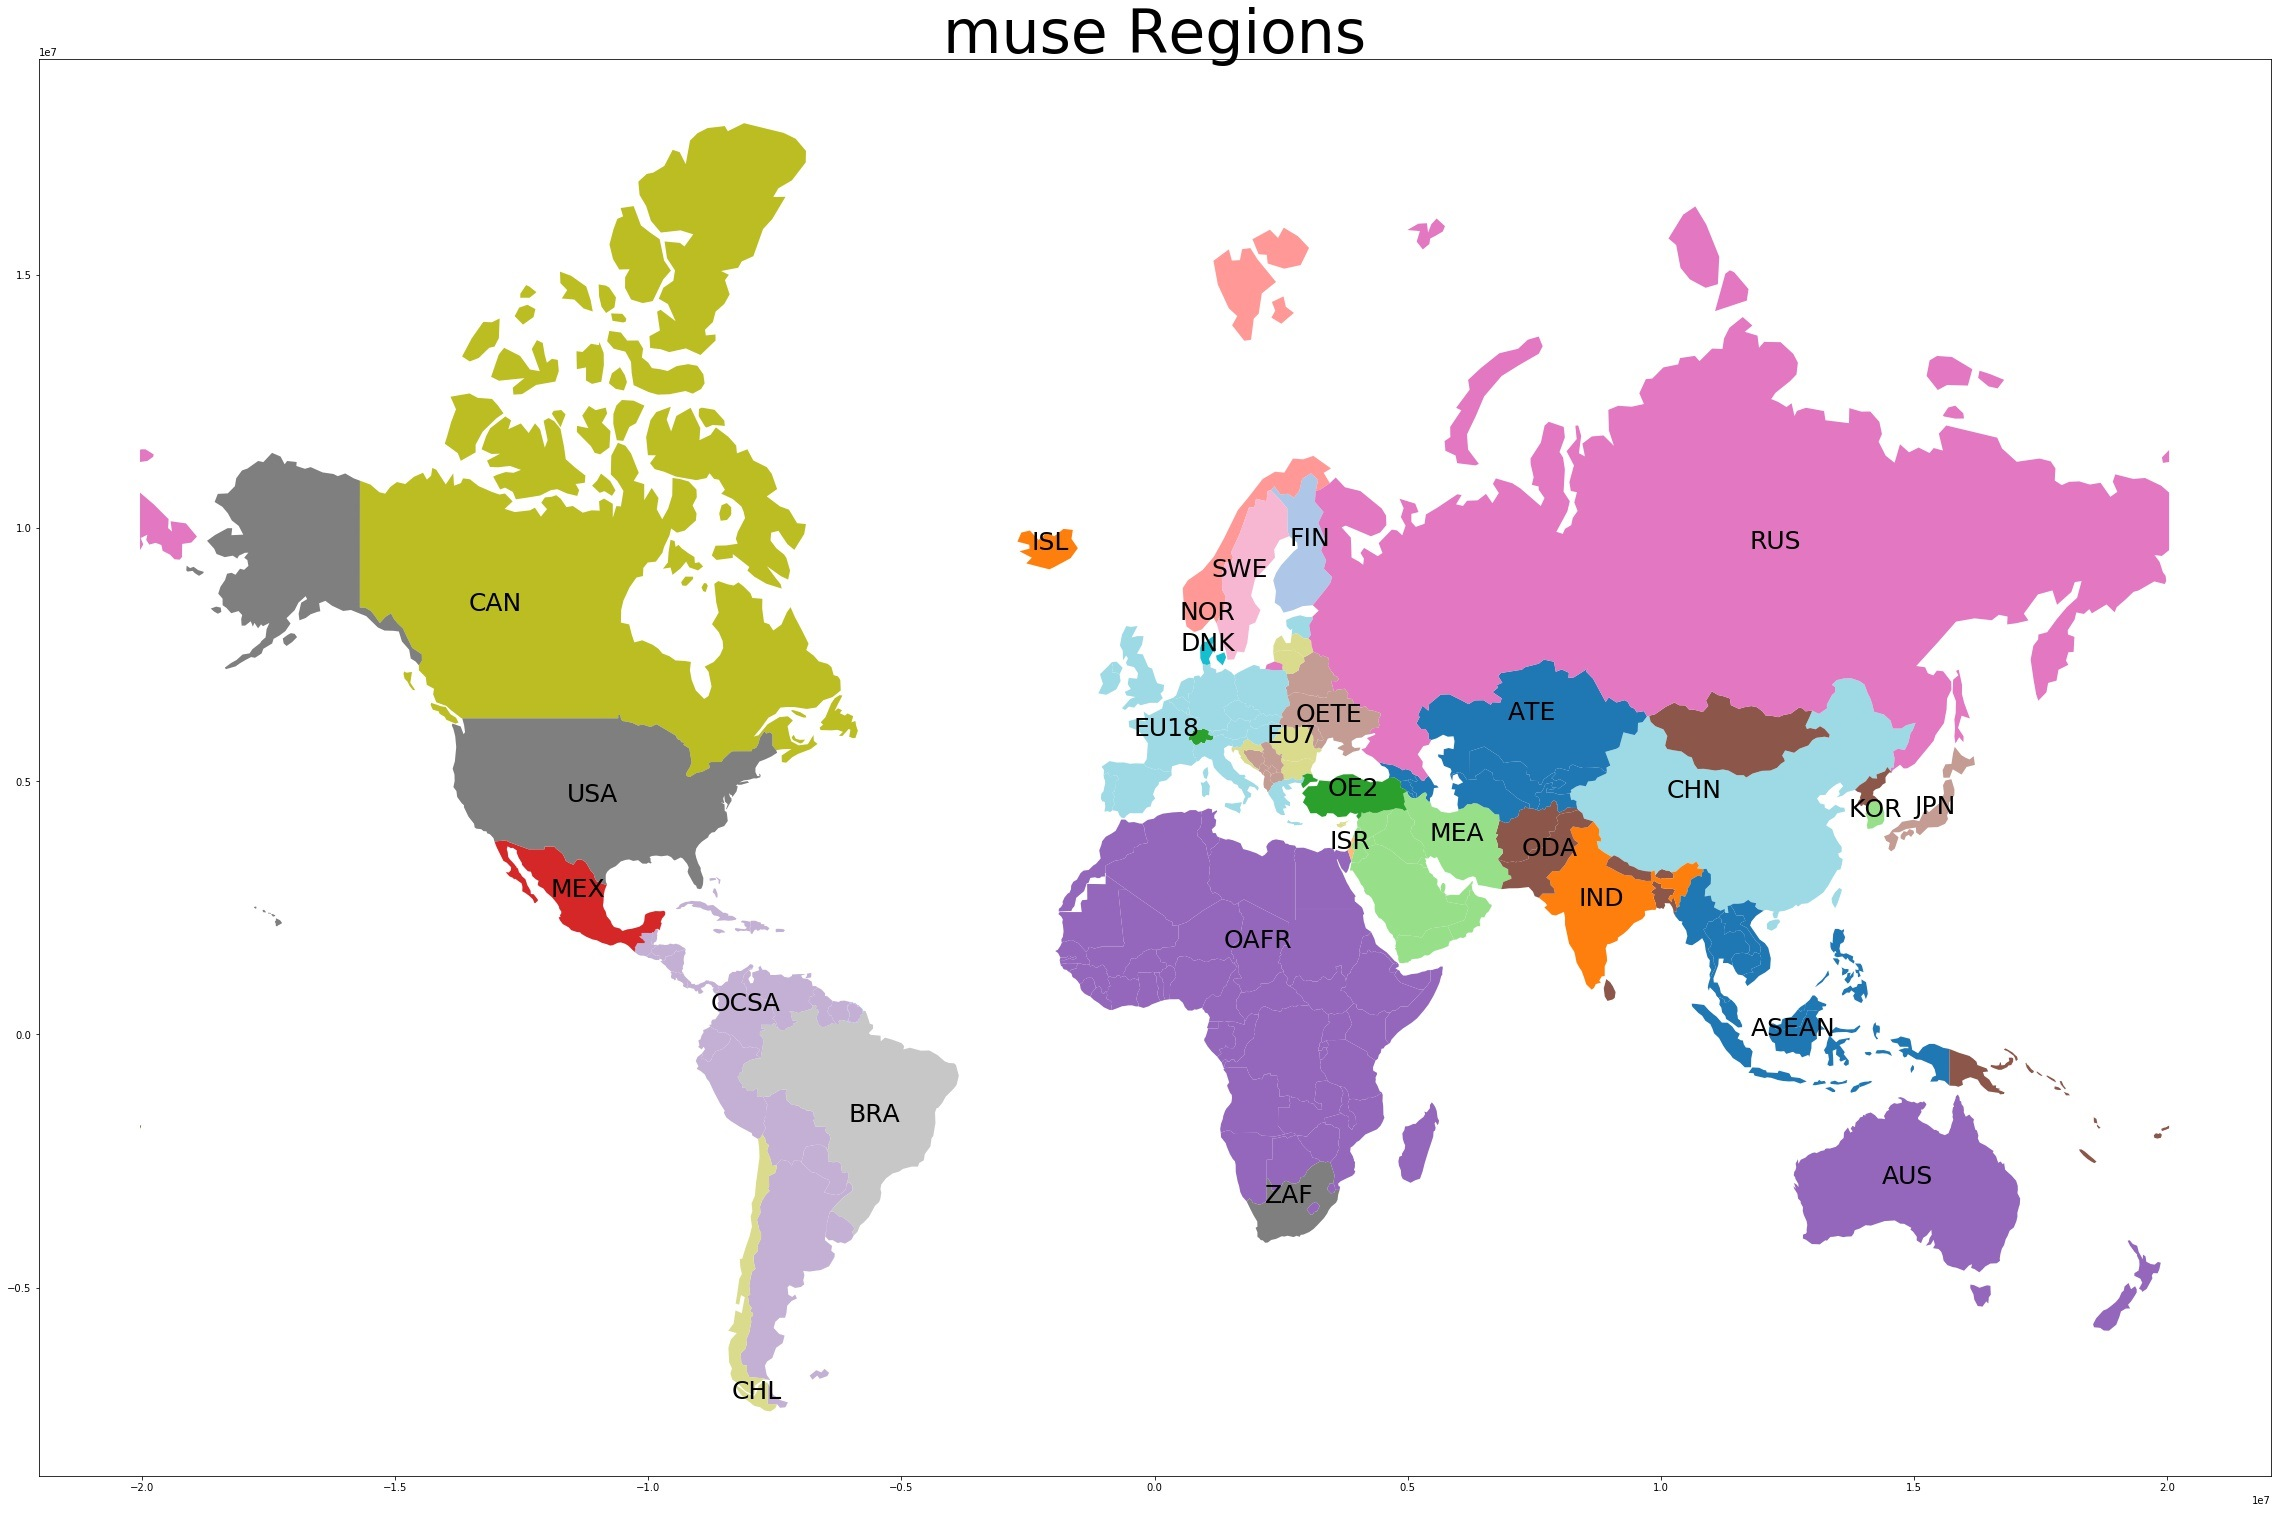 muse Regions
1e7
1.5
1.0
0.5
0.0
−0.5
ISL
FIN
RUS
SWE
CAN
NOR
DNK
OETE
ATE
EU18
EU7
USA
OE2
CHN
KOR
JPN
ISR
MEA
ODA
MEX
IND
OAFR
OCSA
ASEAN
BRA
AUS
ZAF
CHL
−2.0
−1.5
−1.0
−0.5
0.0
0.5
1.0
1.5
2.0
1e7